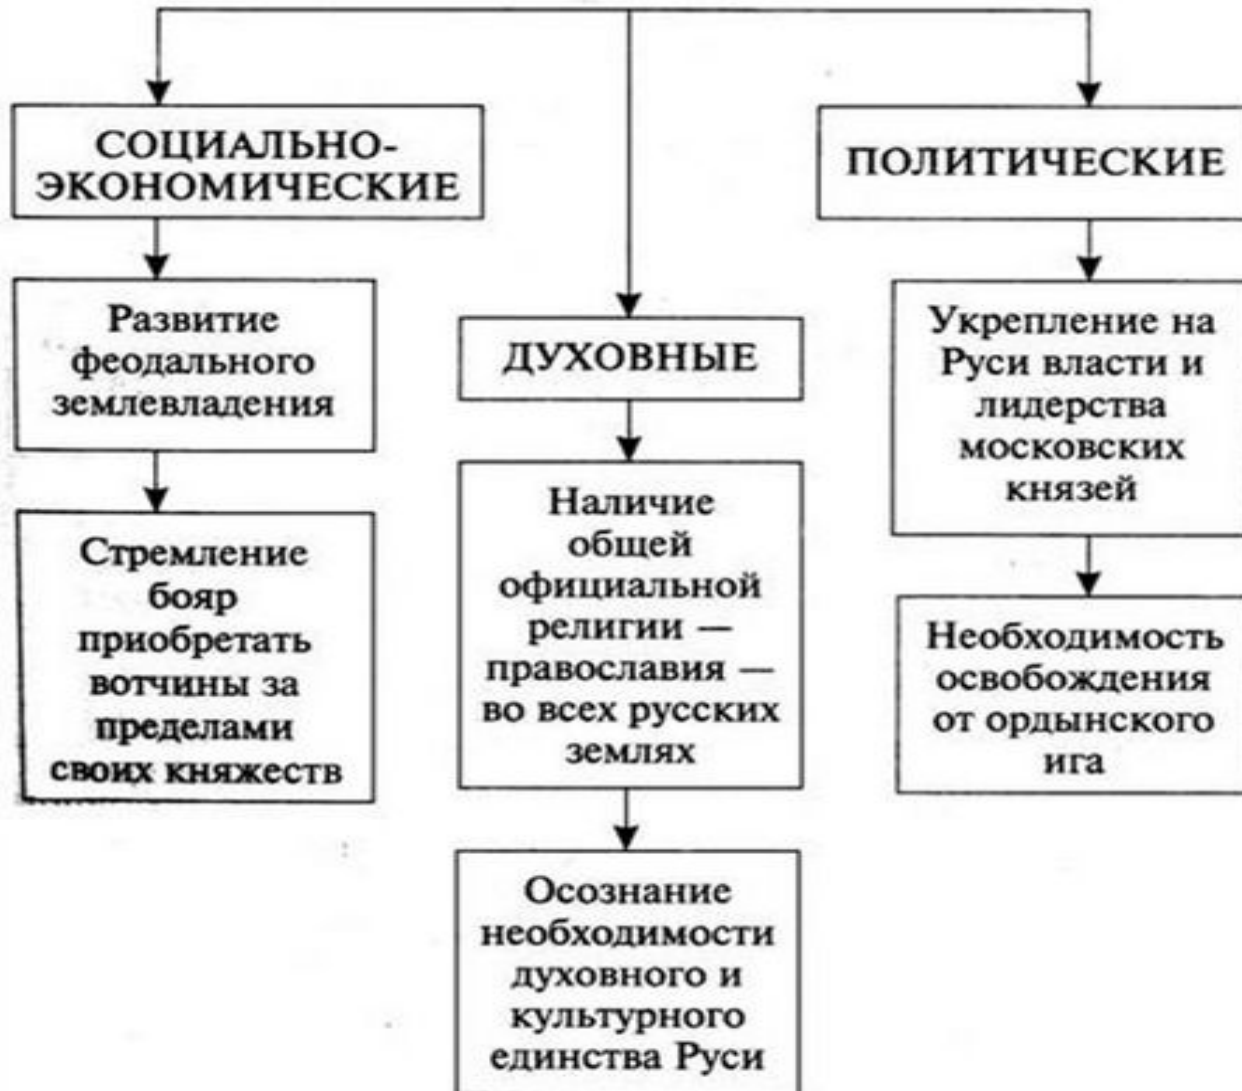 СОЦИАЛЬНО-
ЭКОНОМИЧЕСКИЕ
Развитие
феодального
землевладения
Стремление
бояр
приобретать
вотчины за
пределами
своих княжеств
ДУХОВНЫЕ
Наличие
общей
официальной
религии —
православия —
во всех русских
землях
Осознание
необходимости
духовного и
культурного
единства Руси
ПОЛИТИЧЕСКИЕ
Укрепление на
Руси власти и
лидерства
московских
князей
Необходимость
освобождения
от ордынского
ига